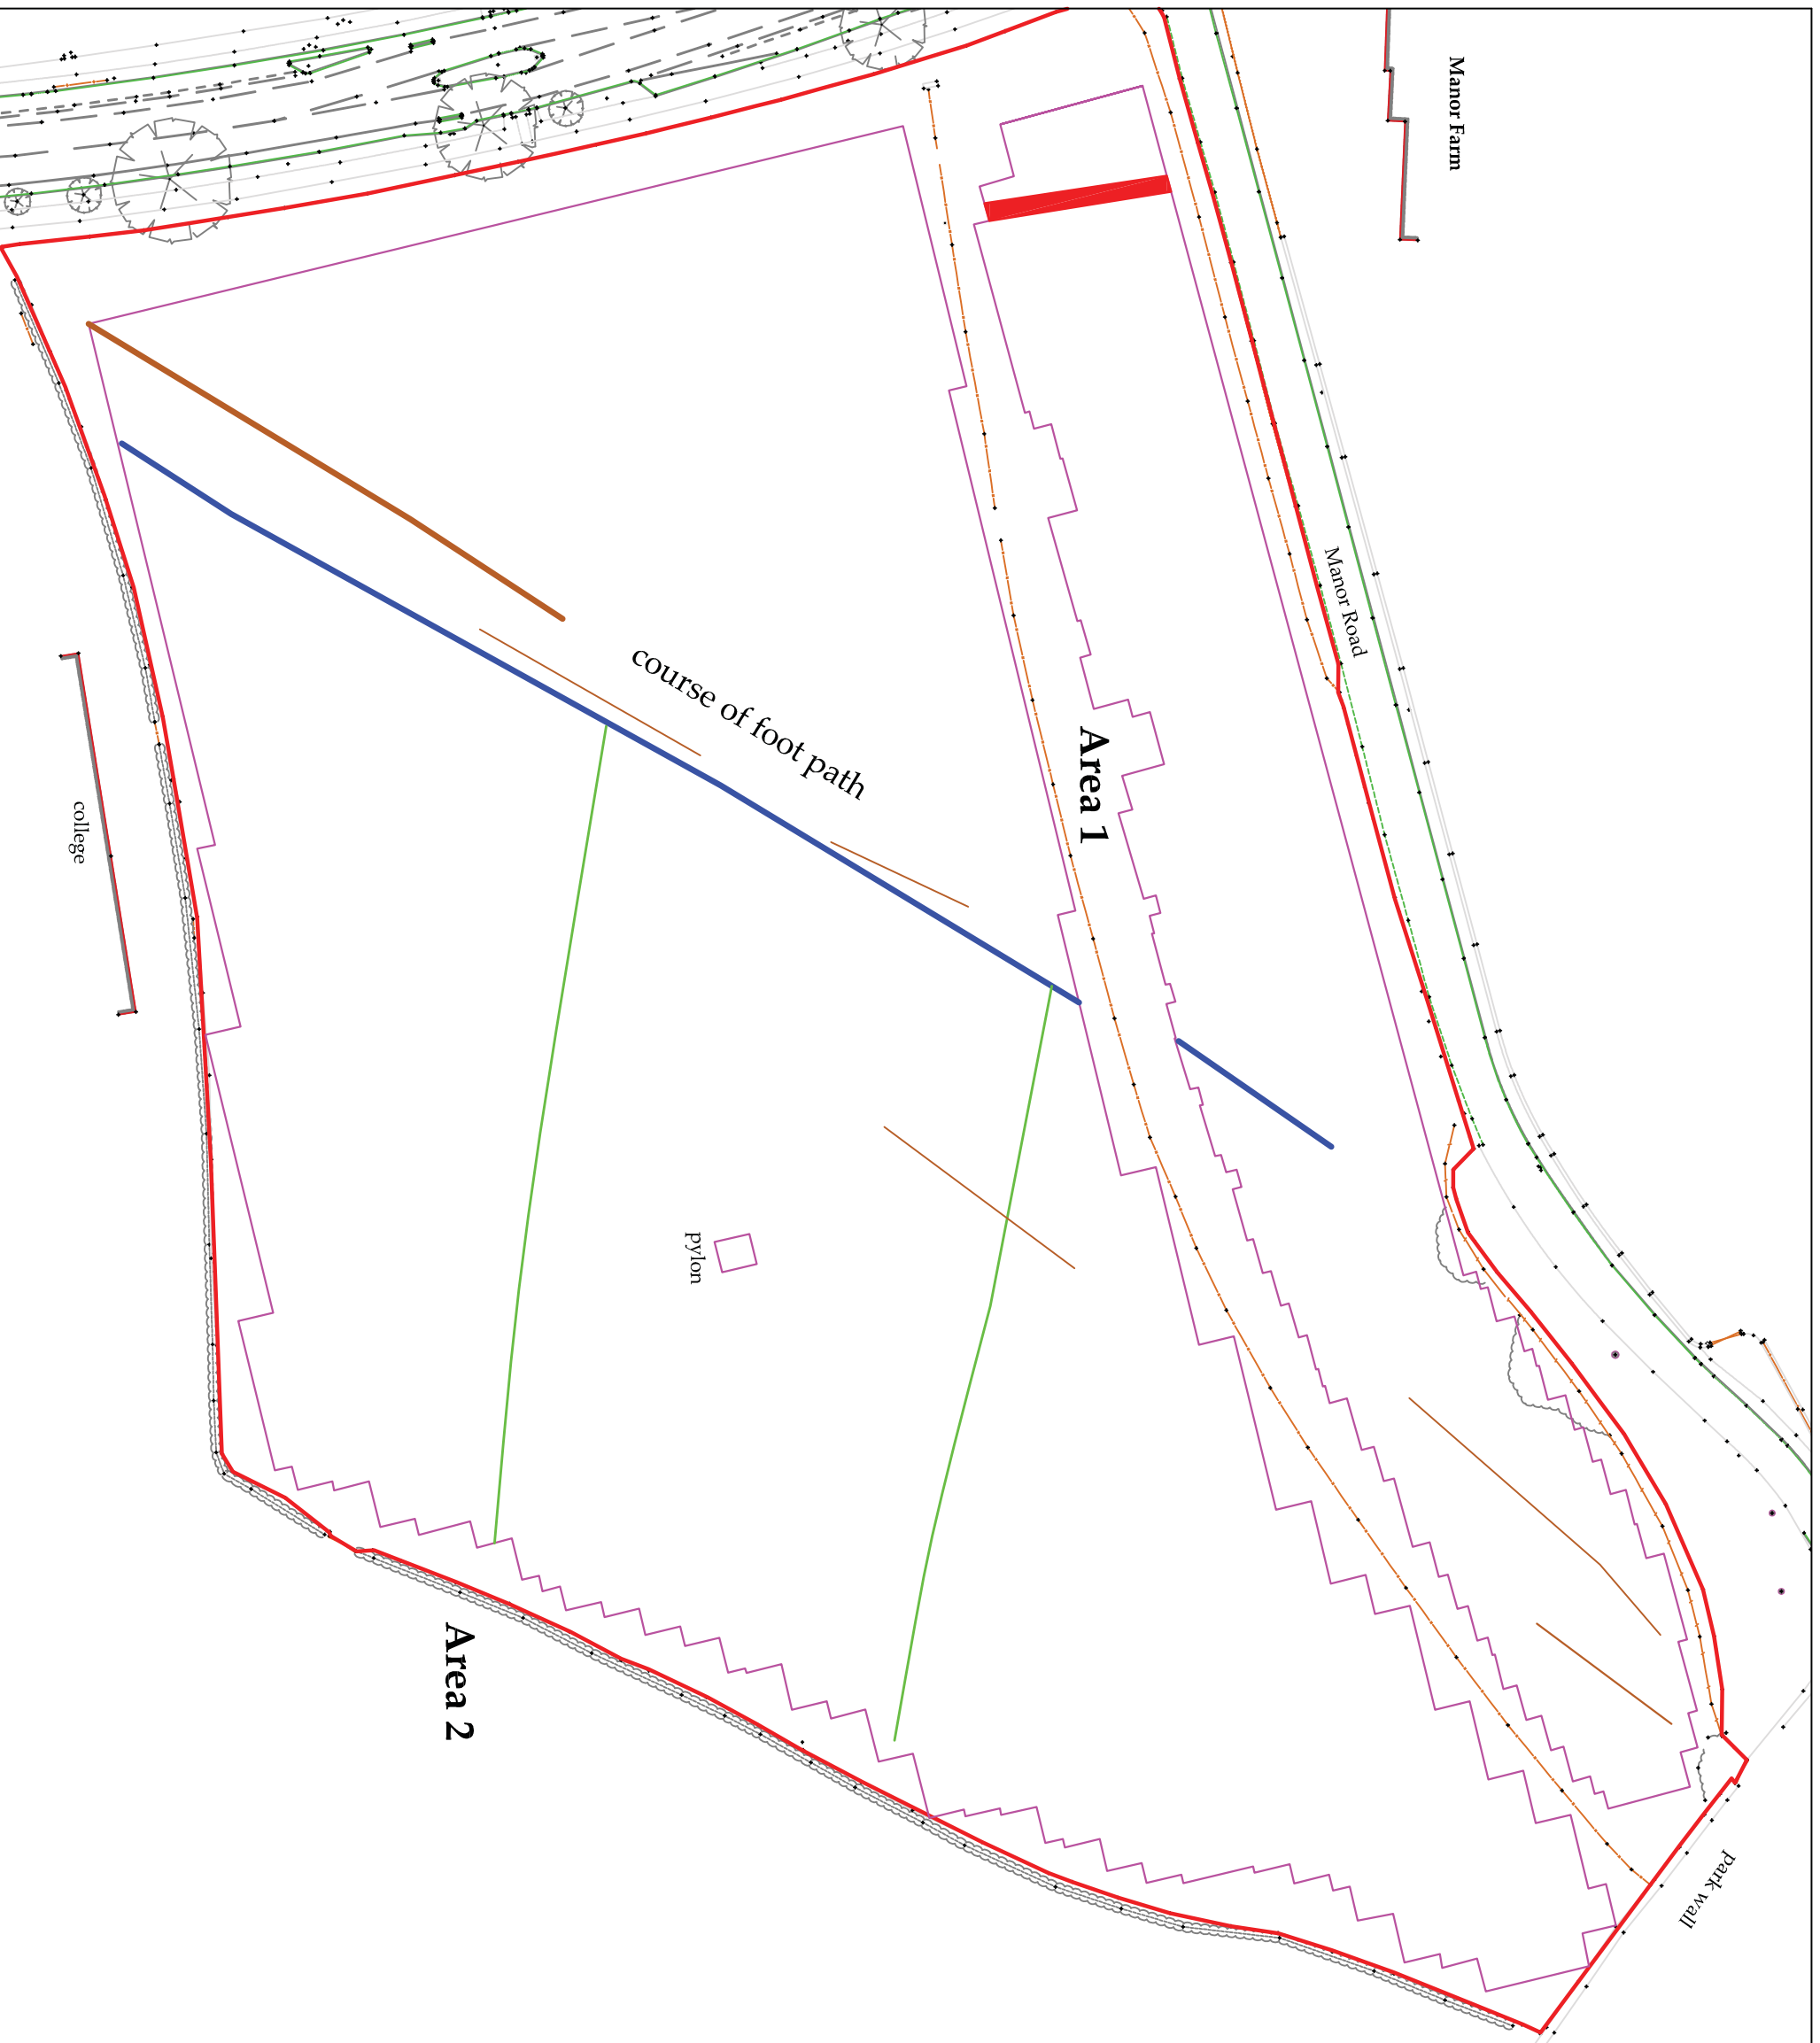 Manor Farm
Manor Road
course of foot path
Area 1
college
pylon
Area 2
park wall